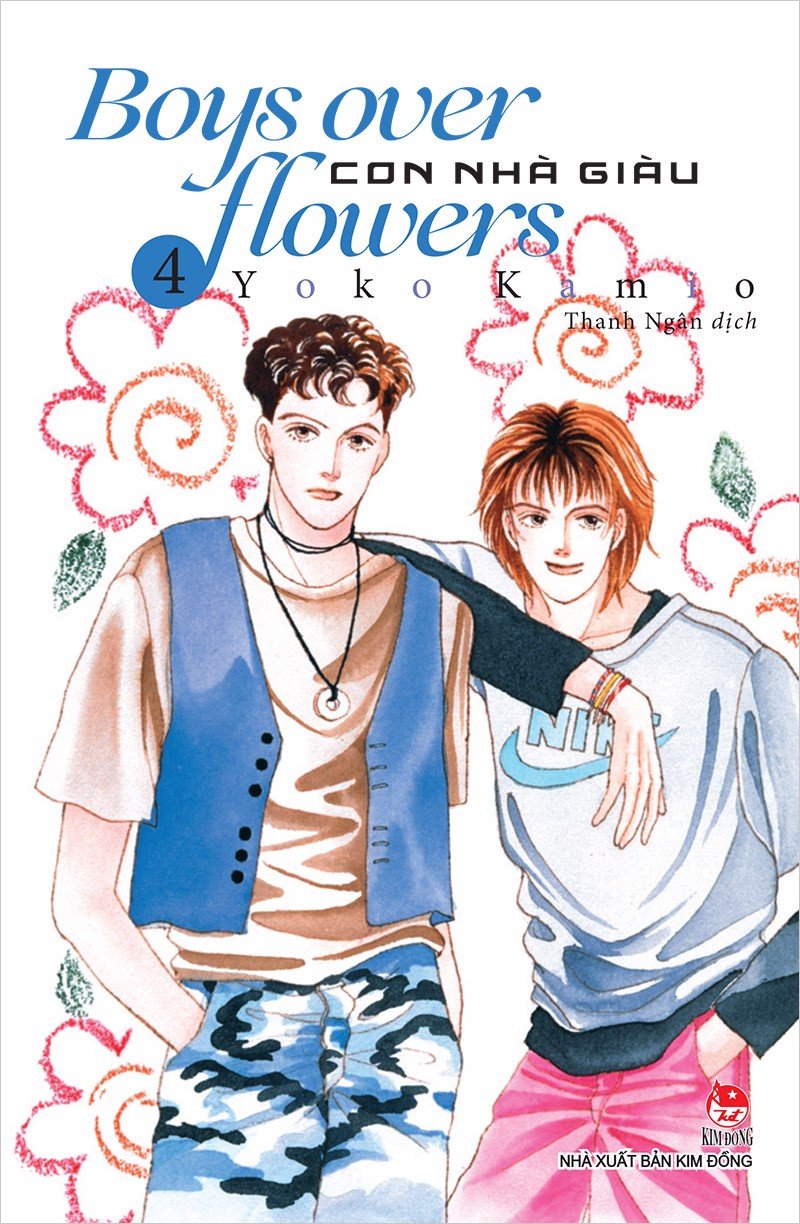 Boys over
flowers
CON NHÀ GIÀU
4
Yoko Kamio
Thanh Ngân dịch
NIKE
kđ
KIM ĐỒNG
NHÀ XUẤT BẢN KIM ĐỒNG